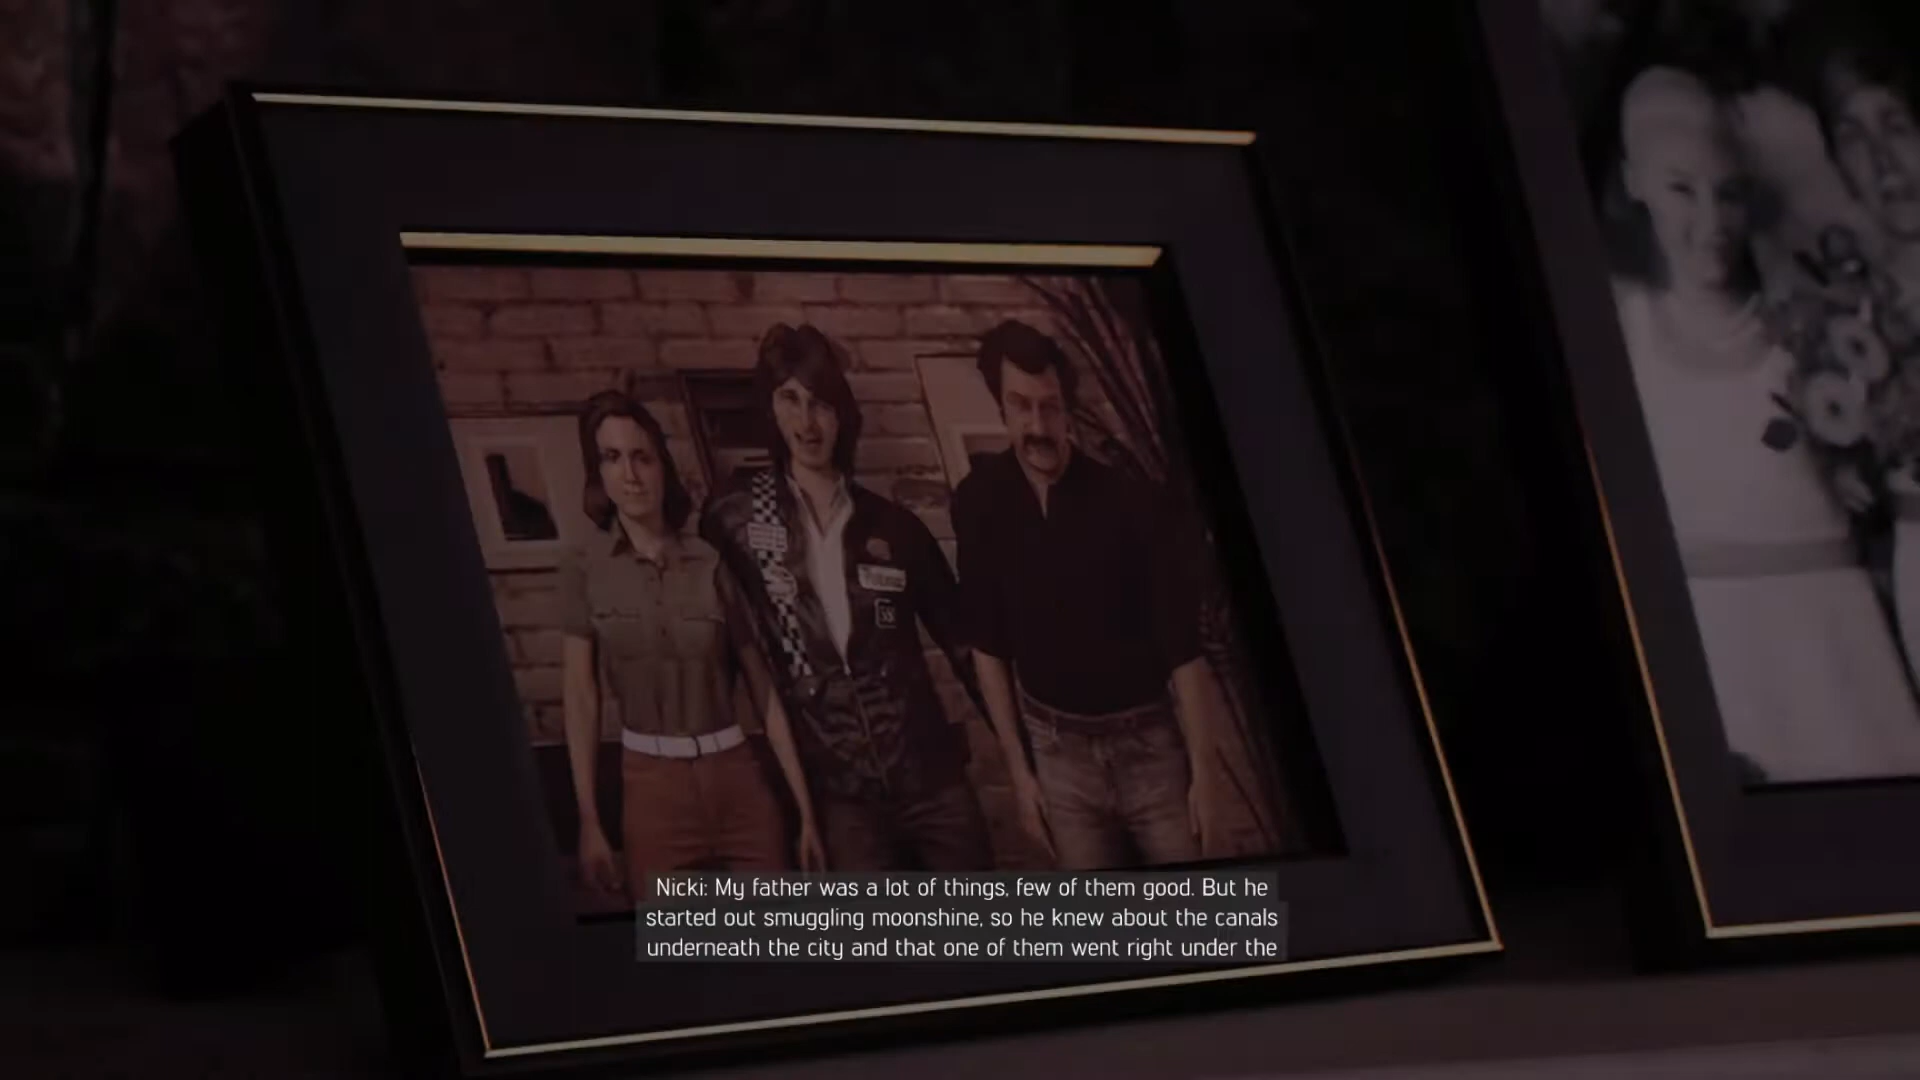 Nicki: My father was a lot of things, few of them good. But he
started out smuggling moonshine, so he knew about the canals
underneath the city and that one of them went right under the